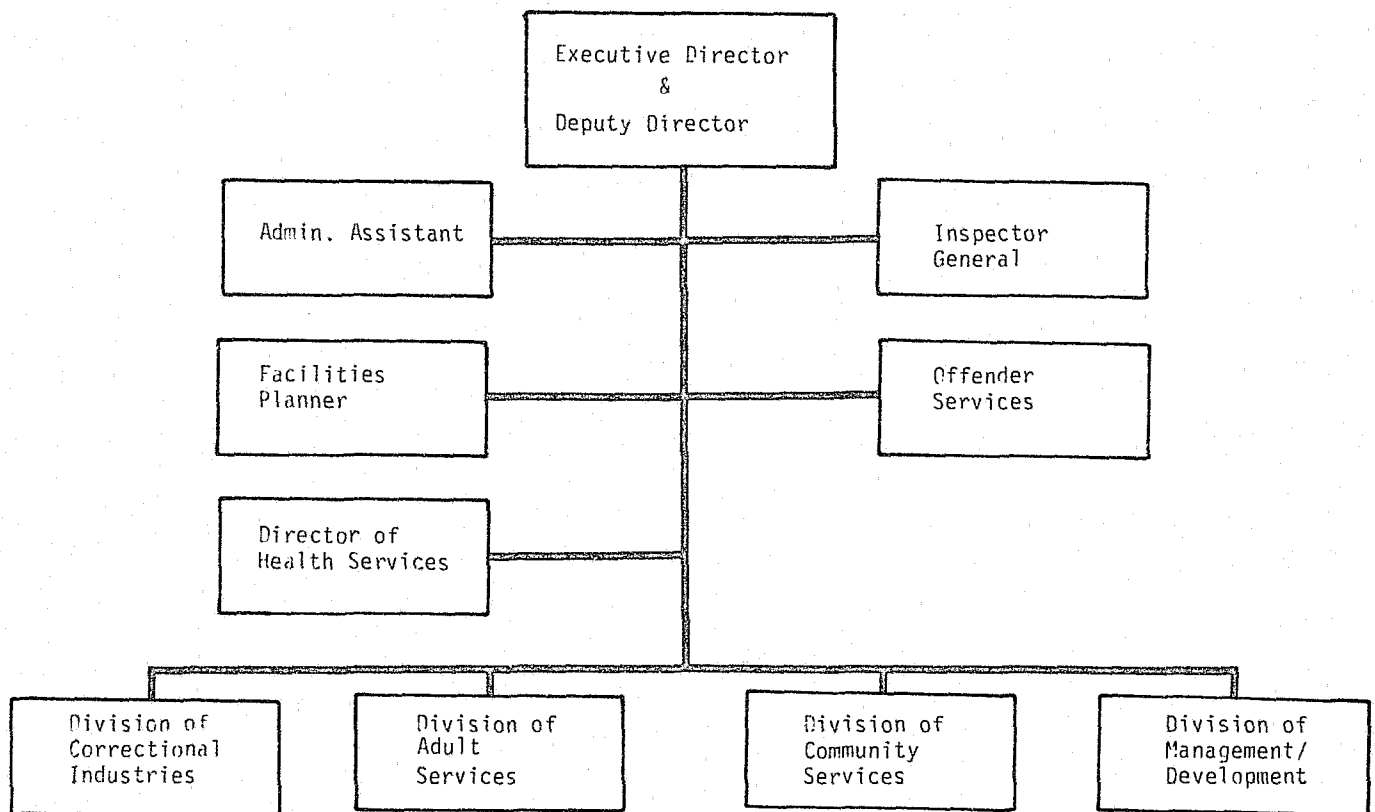 Executive Director
&
Deputy Director
Admin. Assistant
Inspector
General
Facilities
Planner
Offender
Services
Director of
Health Services
Division of
Correctional
Industries
Division of
Adult
Services
Division of
Community
Services
Division of
Management/
Development